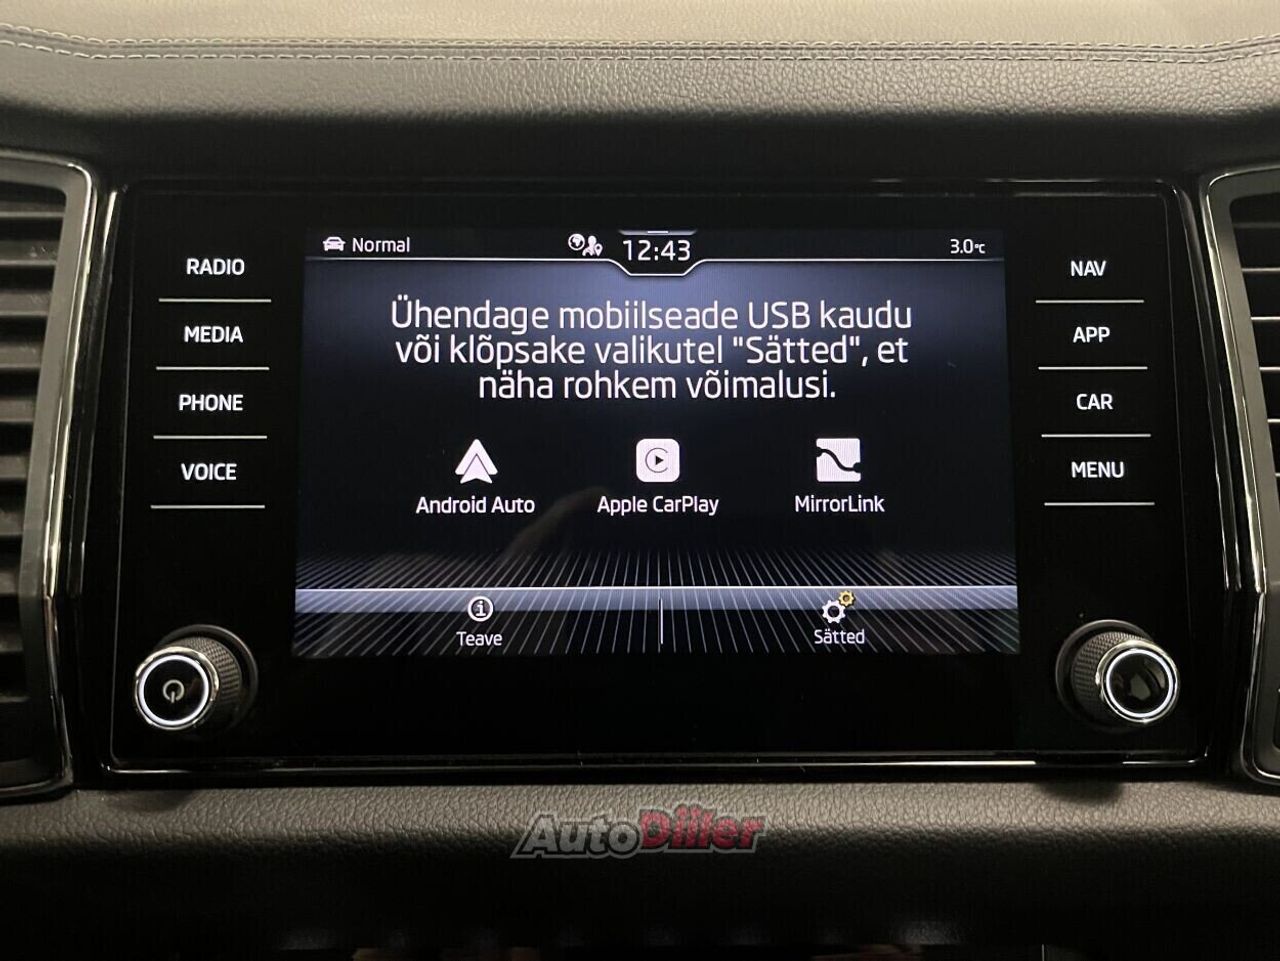 Normal
12:43
3.0°C
RADIO
MEDIA
PHONE
VOICE
Ühendage mobiilseade USB kaudu
või klõpsake valikutel "Sätted", et
näha rohkem võimalusi.
Android Auto
Apple CarPlay
MirrorLink
Teave
Sätted
NAV
APP
CAR
MENU
AutoDiiler